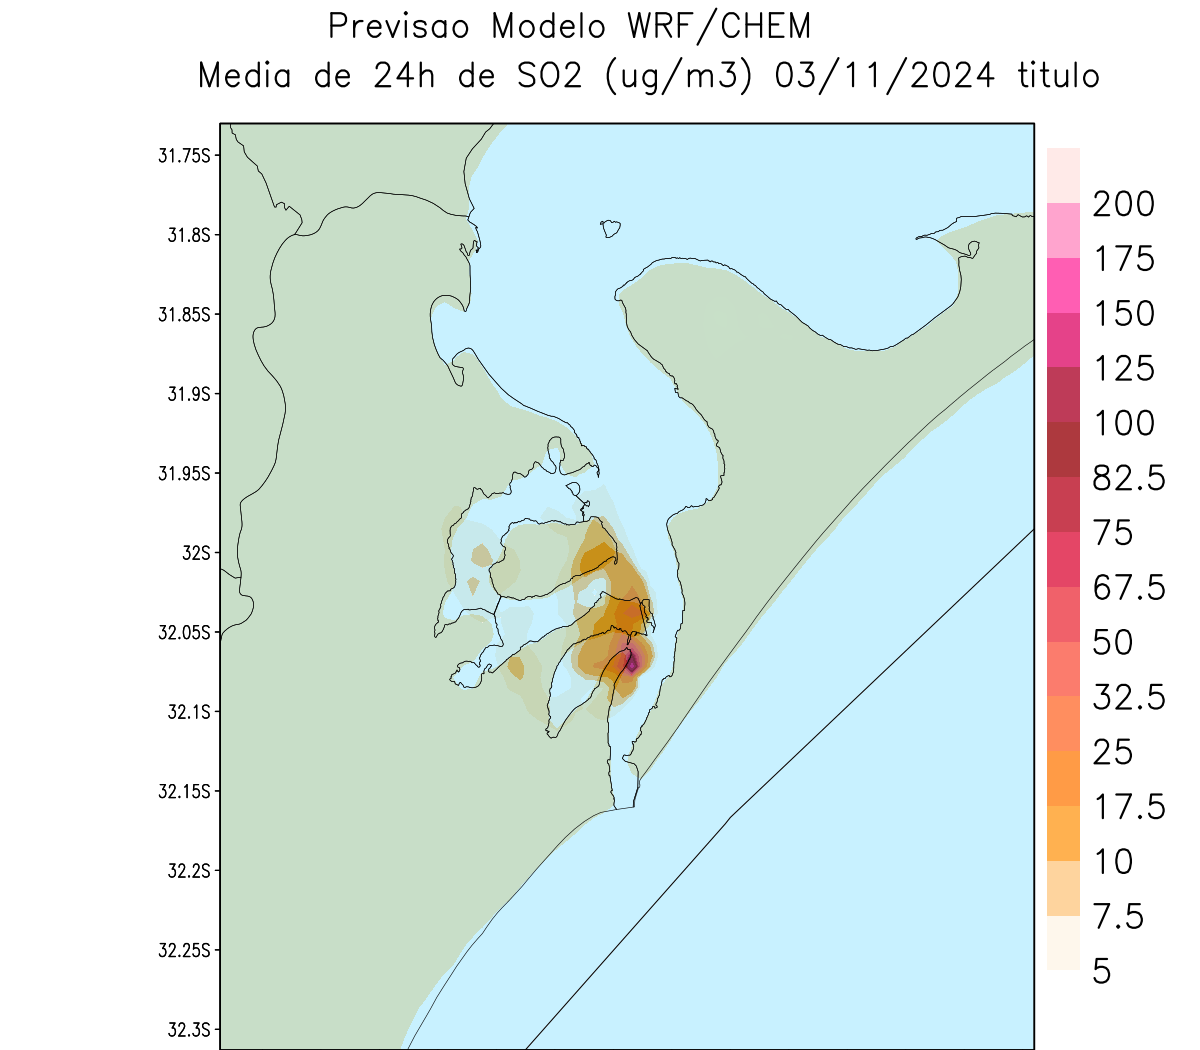 Previsao Modelo WRF/CHEM
Media de 24h de SO2 (ug/m3) 03/11/2024 titulo
31.75S
31.8S
31.85S
31.9S
31.95S
32S
32.05S
32.1S
32.15S
32.2S
32.25S
32.3S
200
175
150
125
100
82.5
75
67.5
50
32.5
25
17.5
10
7.5
5